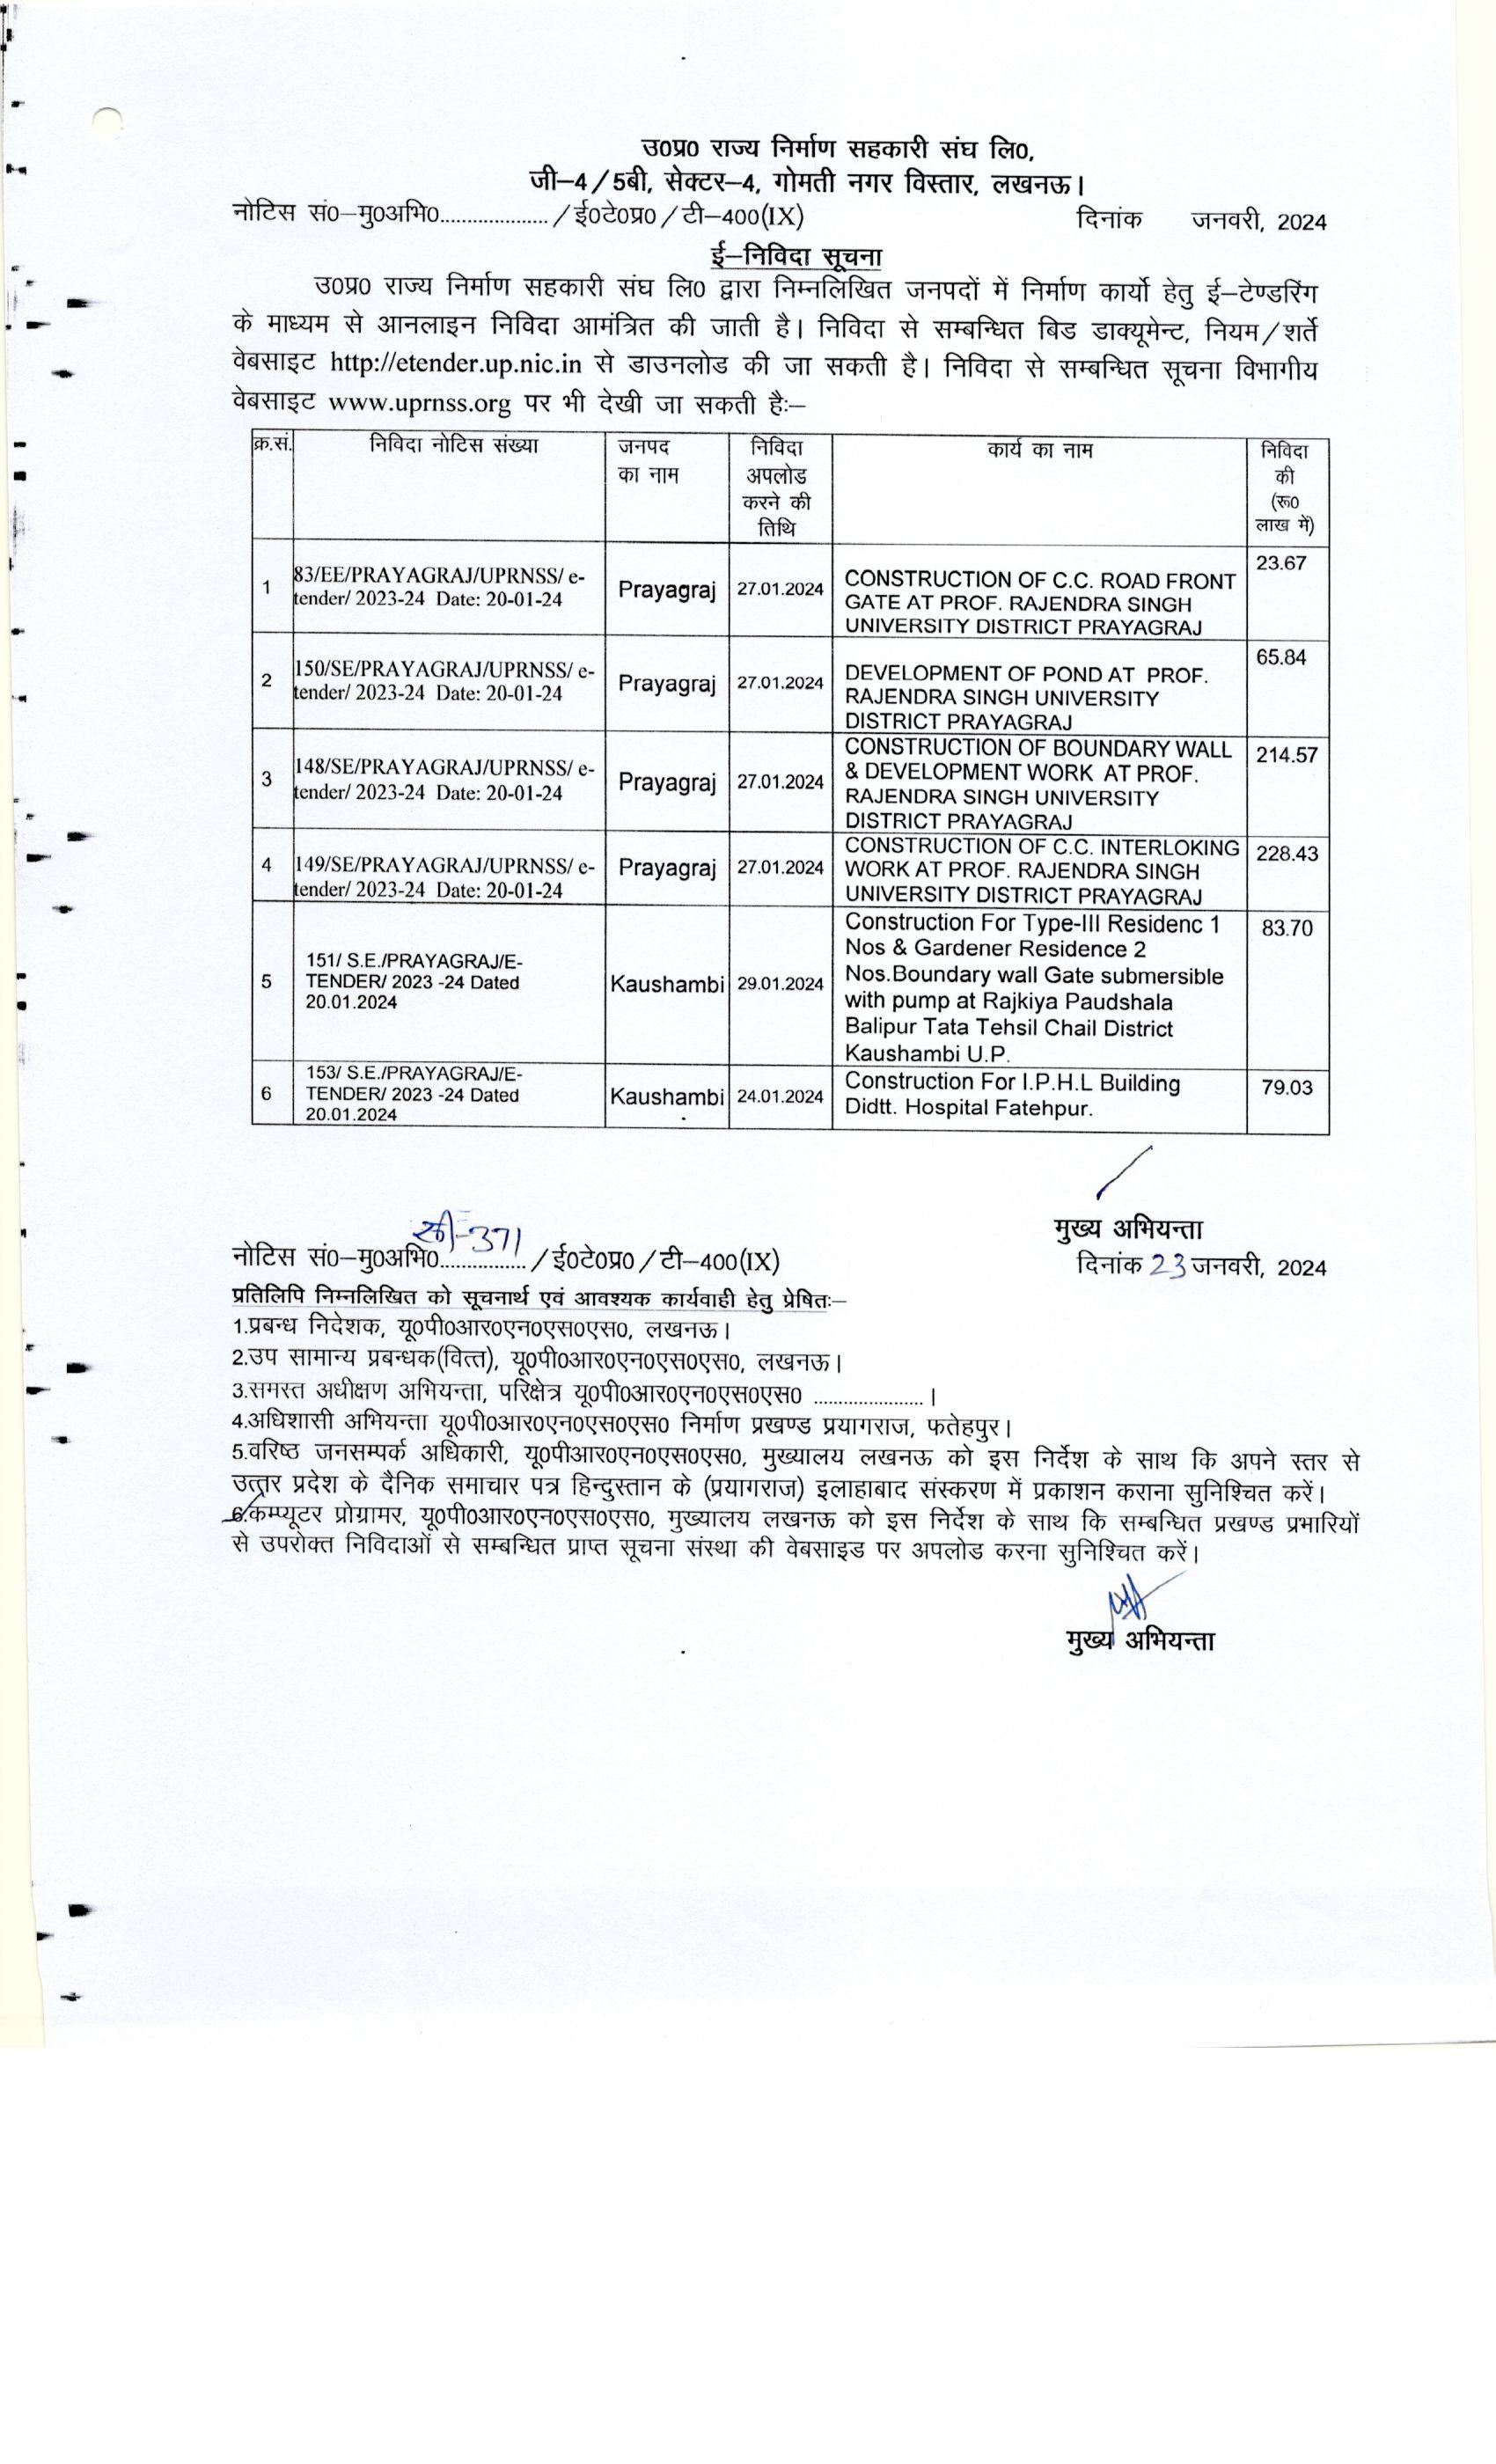 उ0प्र0 राज्य निर्माण सहकारी संघ लि0,
जी–4/5बी, सेक्टर–4, गोमती नगर विस्तार, लखनऊ।
नोटिस सं0–मु0अभि0.................... /ई0टे0प्र0/टी–400(IX) दिनांक जनवरी, 2024
ई–निविदा सूचना
उ0प्र0 राज्य निर्माण सहकारी संघ लि0 द्वारा निम्नलिखित जनपदों में निर्माण कार्यो हेतु ई–टेण्डरिंग
के माध्यम से आनलाइन निविदा आमंत्रित की जाती है। निविदा से सम्बन्धित बिड डाक्यूमेन्ट, नियम/शर्ते
वेबसाइट http://etender.up.nic.in से डाउनलोड की जा सकती है। निविदा से सम्बन्धित सूचना विभागीय
वेबसाइट www.uprnss.org पर भी देखी जा सकती हैः–
क्र.सं. निविदा नोटिस संख्या जनपद का नाम निविदा अपलोड करने की तिथि कार्य का नाम निविदा की (रू0 लाख में)
1 83/EE/PRAYAGRAJ/UPRNSS/ e-
tender/ 2023-24 Date: 20-01-24 Prayagraj 27.01.2024 CONSTRUCTION OF C.C. ROAD FRONT
GATE AT PROF. RAJENDRA SINGH
UNIVERSITY DISTRICT PRAYAGRAJ 23.67
2 150/SE/PRAYAGRAJ/UPRNSS/ e-
tender/ 2023-24 Date: 20-01-24 Prayagraj 27.01.2024 DEVELOPMENT OF POND AT PROF.
RAJENDRA SINGH UNIVERSITY
DISTRICT PRAYAGRAJ 65.84
3 148/SE/PRAYAGRAJ/UPRNSS/ e-
tender/ 2023-24 Date: 20-01-24 Prayagraj 27.01.2024 CONSTRUCTION OF BOUNDARY WALL
& DEVELOPMENT WORK AT PROF.
RAJENDRA SINGH UNIVERSITY
DISTRICT PRAYAGRAJ 214.57
4 149/SE/PRAYAGRAJ/UPRNSS/ e-
tender/ 2023-24 Date: 20-01-24 Prayagraj 27.01.2024 CONSTRUCTION OF C.C. INTERLOKING
WORK AT PROF. RAJENDRA SINGH
UNIVERSITY DISTRICT PRAYAGRAJ 228.43
5 151/ S.E./PRAYAGRAJ/E-
TENDER/ 2023 -24 Dated
20.01.2024 Kaushambi 29.01.2024 Construction For Type-III Residenc 1
Nos & Gardener Residence 2
Nos.Boundary wall Gate submersible
with pump at Rajkiya Paudshala
Balipur Tata Tehsil Chail District
Kaushambi U.P. 83.70
6 153/ S.E./PRAYAGRAJ/E-
TENDER/ 2023 -24 Dated
20.01.2024 Kaushambi 24.01.2024 Construction For I.P.H.L Building
Didtt. Hospital Fatehpur. 79.03
मुख्य अभियन्ता
नोटिस सं0–मु0अभि0 371 /ई0टे0प्र0/टी–400(IX) दिनांक 23 जनवरी, 2024
प्रतिलिपि निम्नलिखित को सूचनार्थ एवं आवश्यक कार्यवाही हेतु प्रेषितः–
1.प्रबन्ध निदेशक, यू0पी0आर0एन0एस0एस0, लखनऊ।
2.उप सामान्य प्रबन्धक(वित्त), यू0पी0आर0एन0एस0एस0, लखनऊ।
3.समस्त अधीक्षण अभियन्ता, परिक्षेत्र यू0पी0आर0एन0एस0एस0 .....................।
4.अधिशासी अभियन्ता यू0पी0आर0एन0एस0एस0 निर्माण प्रखण्ड प्रयागराज, फतेहपुर।
5.वरिष्ठ जनसम्पर्क अधिकारी, यू0पीआर0एन0एस0एस0, मुख्यालय लखनऊ को इस निर्देश के साथ कि अपने स्तर से
उत्तर प्रदेश के दैनिक समाचार पत्र हिन्दुस्तान के (प्रयागराज) इलाहाबाद संस्करण में प्रकाशन कराना सुनिश्चित करें।
6.कम्प्यूटर प्रोग्रामर, यू0पी0आर0एन0एस0एस0, मुख्यालय लखनऊ को इस निर्देश के साथ कि सम्बन्धित प्रखण्ड प्रभारियों
से उपरोक्त निविदाओं से सम्बन्धित प्राप्त सूचना संस्था की वेबसाइड पर अपलोड करना सुनिश्चित करें।
मुख्य अभियन्ता